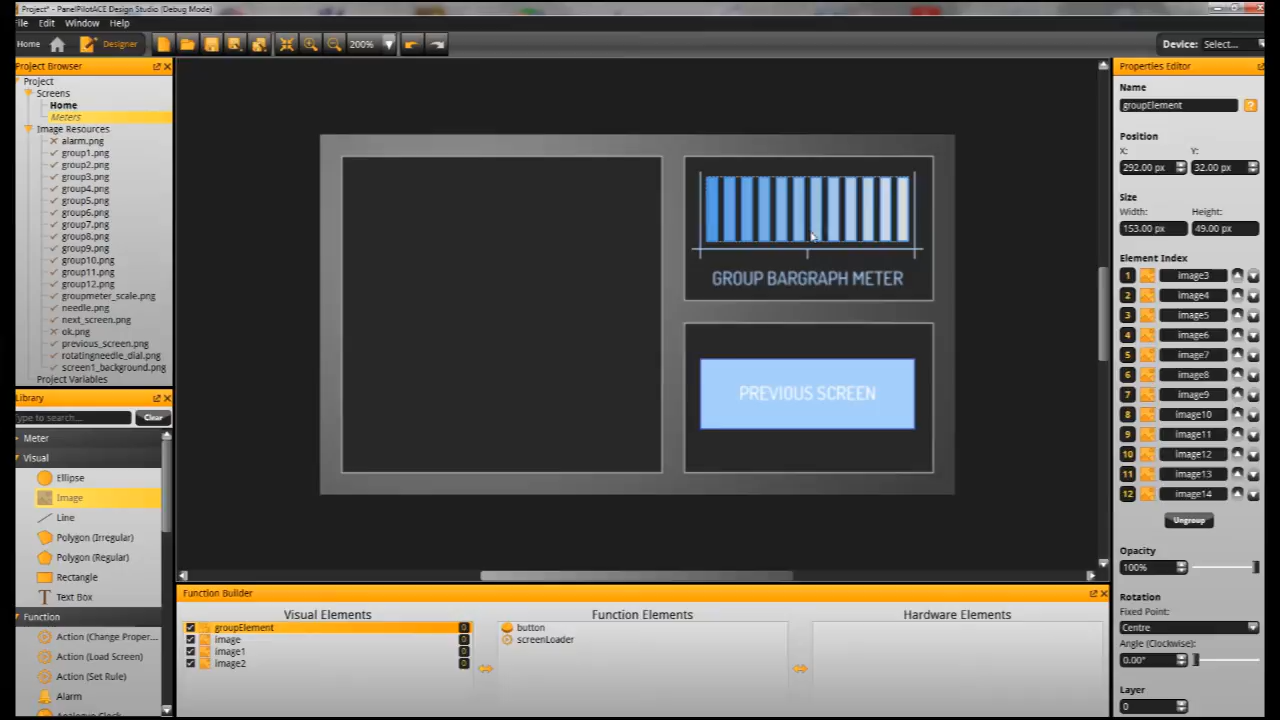 Project* - PanelPilotACE Design Studio (Debug Mode)
File Edit Window Help
Home Designer 200% Device: Select...
Project Browser
Project
Screens
Home
Meters
Image Resources
alarm.png
group1.png
group2.png
group3.png
group4.png
group5.png
group6.png
group7.png
group8.png
group9.png
group10.png
group11.png
group12.png
groupmeter_scale.png
needle.png
next_screen.png
ok.png
previous_screen.png
rotatingneedle_dial.png
screen1_background.png
Project Variables
Library
Type to search... Clear
Meter
Visual
Ellipse
Image
Line
Polygon (Irregular)
Polygon (Regular)
Rectangle
Text Box
Function
Action (Change Proper...
Action (Load Screen)
Action (Set Rule)
Alarm
GROUP BARGRAPH METER
PREVIOUS SCREEN
Function Builder
Visual Elements
groupElement 0
image 0
image1 0
image2 0
Function Elements
button
screenLoader
Hardware Elements
Properties Editor
Name
groupElement ?
Position
X: Y:
292.00 px 32.00 px
Size
Width: Height:
153.00 px 49.00 px
Element Index
1 image3
2 image4
3 image5
4 image6
5 image7
6 image8
7 image9
8 image10
9 image11
10 image12
11 image13
12 image14
Ungroup
Opacity
100%
Rotation
Fixed Point:
Centre
Angle (Clockwise):
0.00°
Layer
0